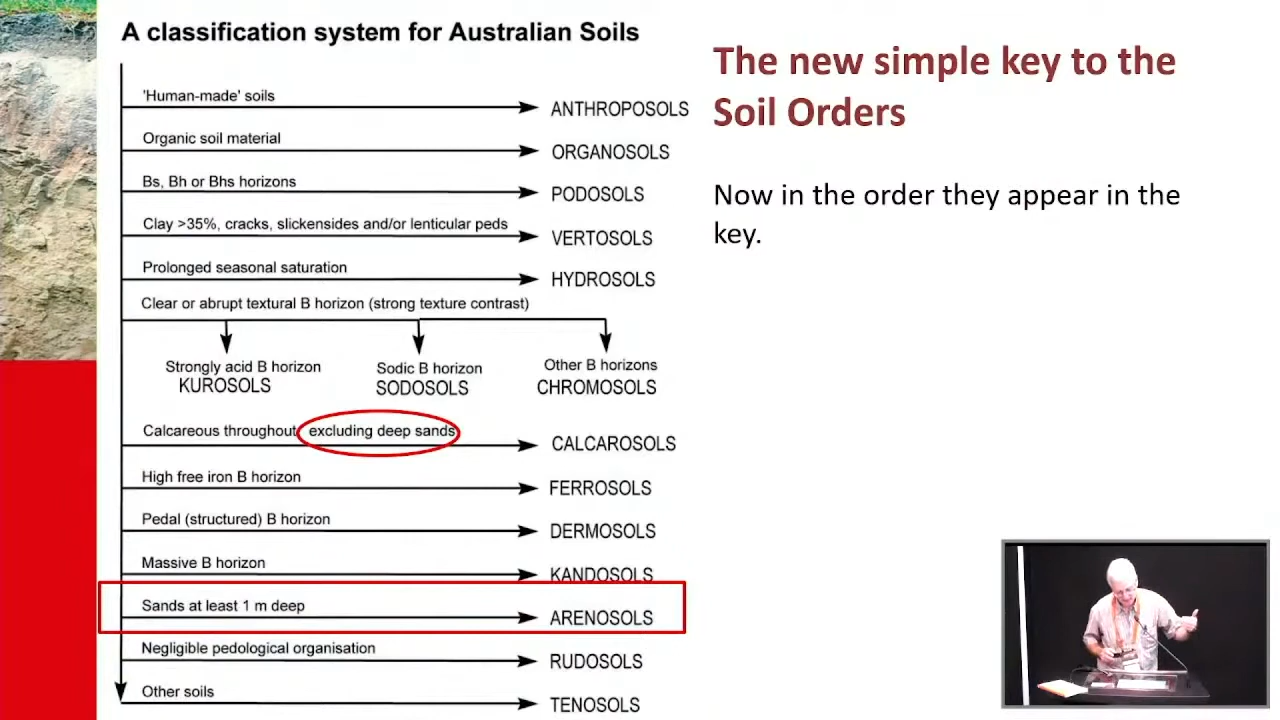 A classification system for Australian Soils
'Human-made' soils
ANTHROPOSOLS
Organic soil material
ORGANOSOLS
Bs, Bh or Bhs horizons
PODOSOLS
Clay >35%, cracks, slickensides and/or lenticular peds
VERTOSOLS
Prolonged seasonal saturation
HYDROSOLS
Clear or abrupt textural B horizon (strong texture contrast)
Strongly acid B horizon
KUROSOLS
Sodic B horizon
SODOSOLS
Other B horizons
CHROMOSOLS
Calcareous throughout excluding deep sands
CALCAROSOLS
High free iron B horizon
FERROSOLS
Pedal (structured) B horizon
DERMOSOLS
Massive B horizon
KANDOSOLS
Sands at least 1 m deep
ARENOSOLS
Negligible pedological organisation
RUDOSOLS
Other soils
TENOSOLS
The new simple key to the
Soil Orders
Now in the order they appear in the
key.